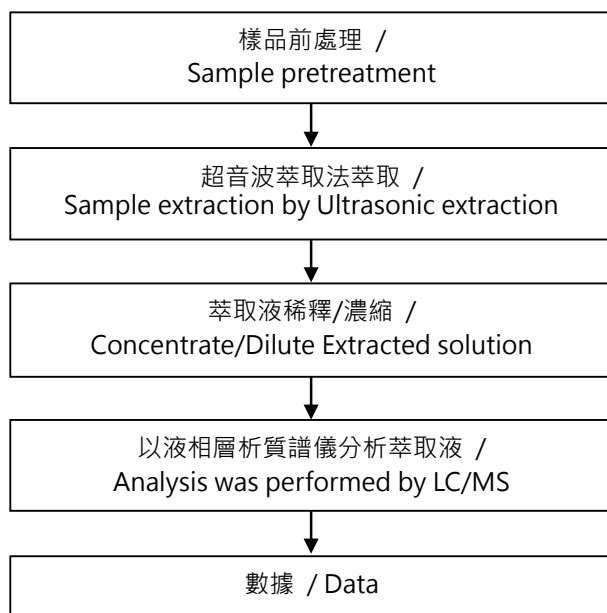 樣品前處理 /
Sample pretreatment
超音波萃取法萃取 /
Sample extraction by Ultrasonic extraction
萃取液稀釋/濃縮 /
Concentrate/Dilute Extracted solution
以液相層析質譜儀分析萃取液 /
Analysis was performed by LC/MS
數據 / Data